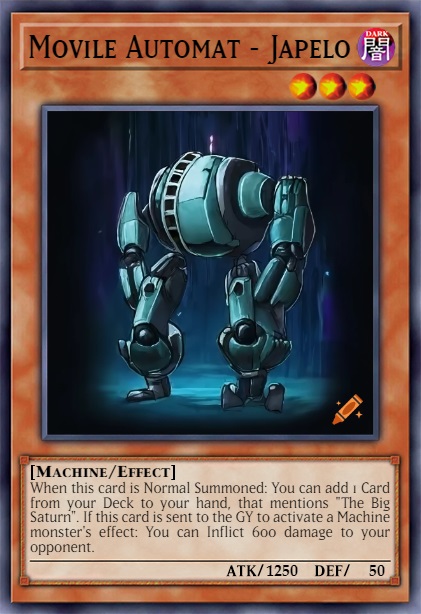 Movile Automat - Japelo
DARK
闇
[Machine/Effect]
When this card is Normal Summoned: You can add 1 Card
from your Deck to your hand, that mentions "The Big
Saturn". If this card is sent to the GY to activate a Machine
monster's effect: You can Inflict 600 damage to your
opponent.
ATK/1250 DEF/ 50